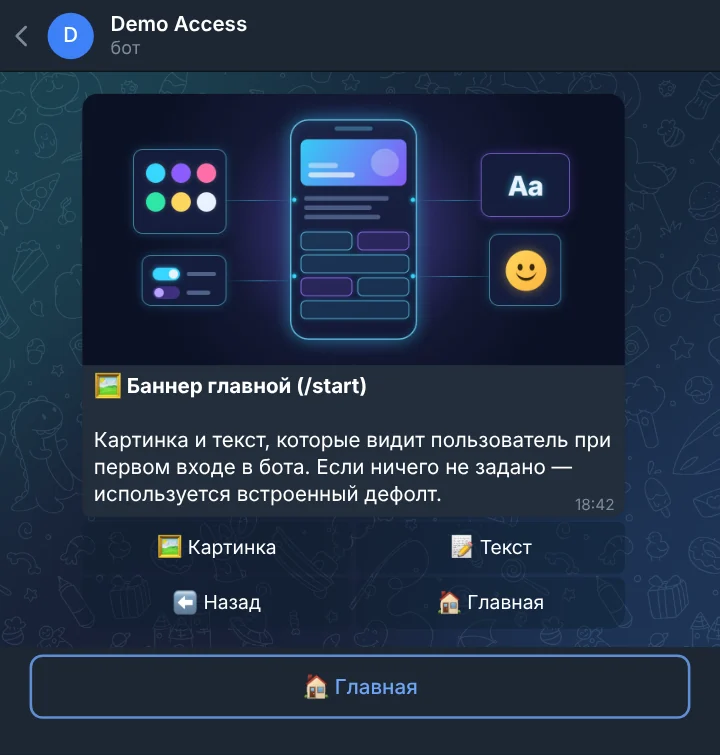 D
Demo Access
бот
Aa
🖼️ Баннер главной (/start)
Картинка и текст, которые видит пользователь при
первом входе в бота. Если ничего не задано —
используется встроенный дефолт.
18:42
🖼️ Картинка
📝 Текст
⬅️ Назад
🏠 Главная
🏠 Главная